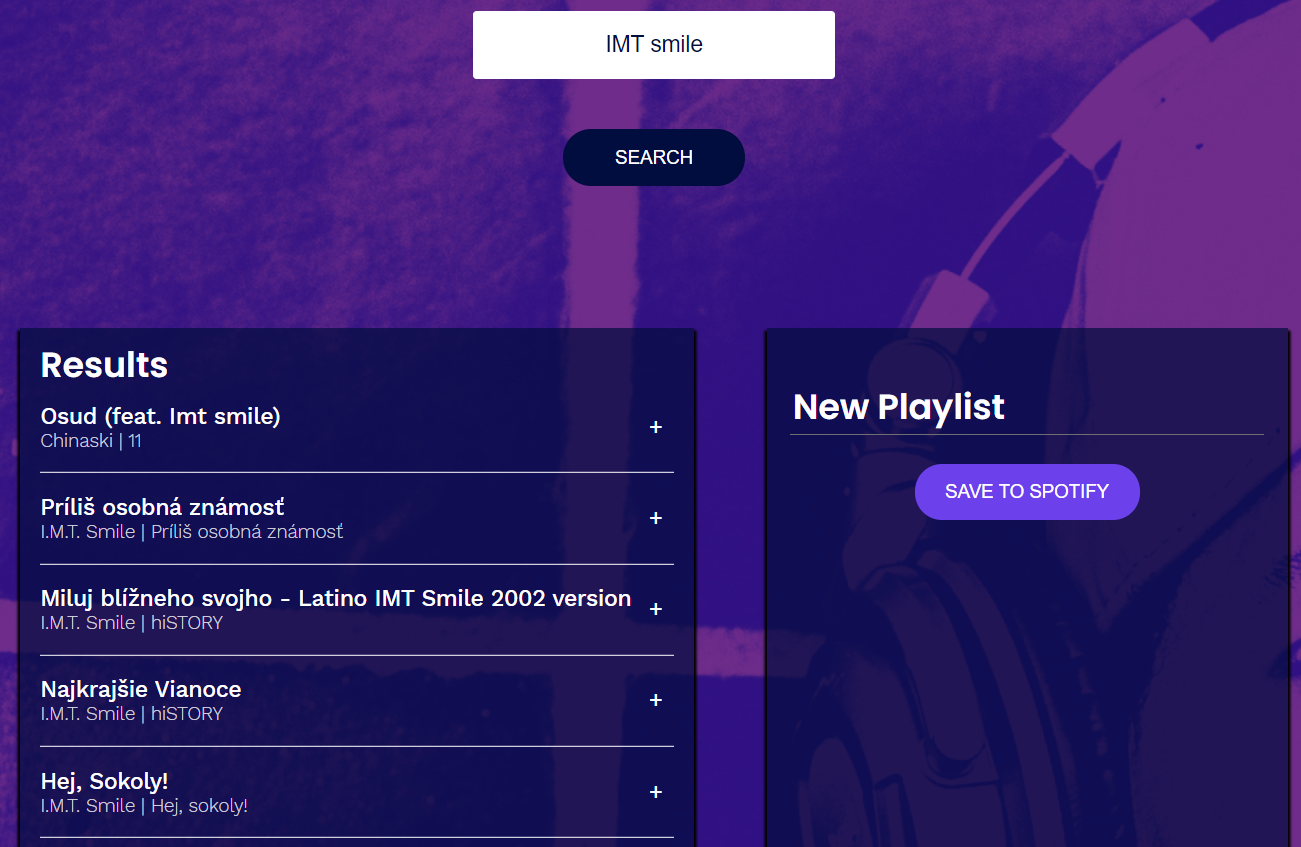 IMT smile
SEARCH
Results
Osud (feat. Imt smile)
Chinaski | 11
+
Príliš osobná známosť
I.M.T. Smile | Príliš osobná známosť
+
Miluj blížneho svojho - Latino IMT Smile 2002 version
I.M.T. Smile | hiSTORY
+
Najkrajšie Vianoce
I.M.T. Smile | hiSTORY
+
Hej, Sokoly!
I.M.T. Smile | Hej, sokoly!
+
New Playlist
SAVE TO SPOTIFY